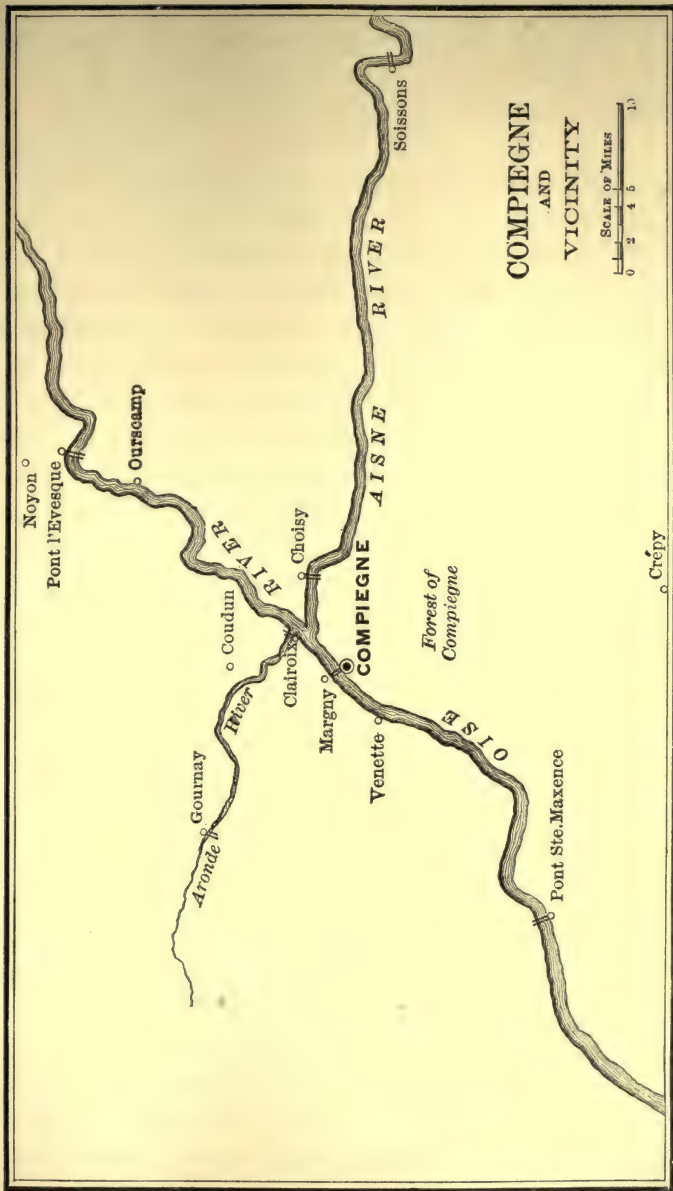 COMPIEGNE
AND
VICINITY
SCALE OF MILES
0 2 4 5 10
Noyon
Pont l'Evesque
Ourscamp
RIVER
Coudun
Choisy
AISNE RIVER
Soissons
Clairoix
COMPIEGNE
Margny
Venette
OISE
Forest of
Compiegne
Gournay
Aronde River
Pont Ste. Maxence
Crépy